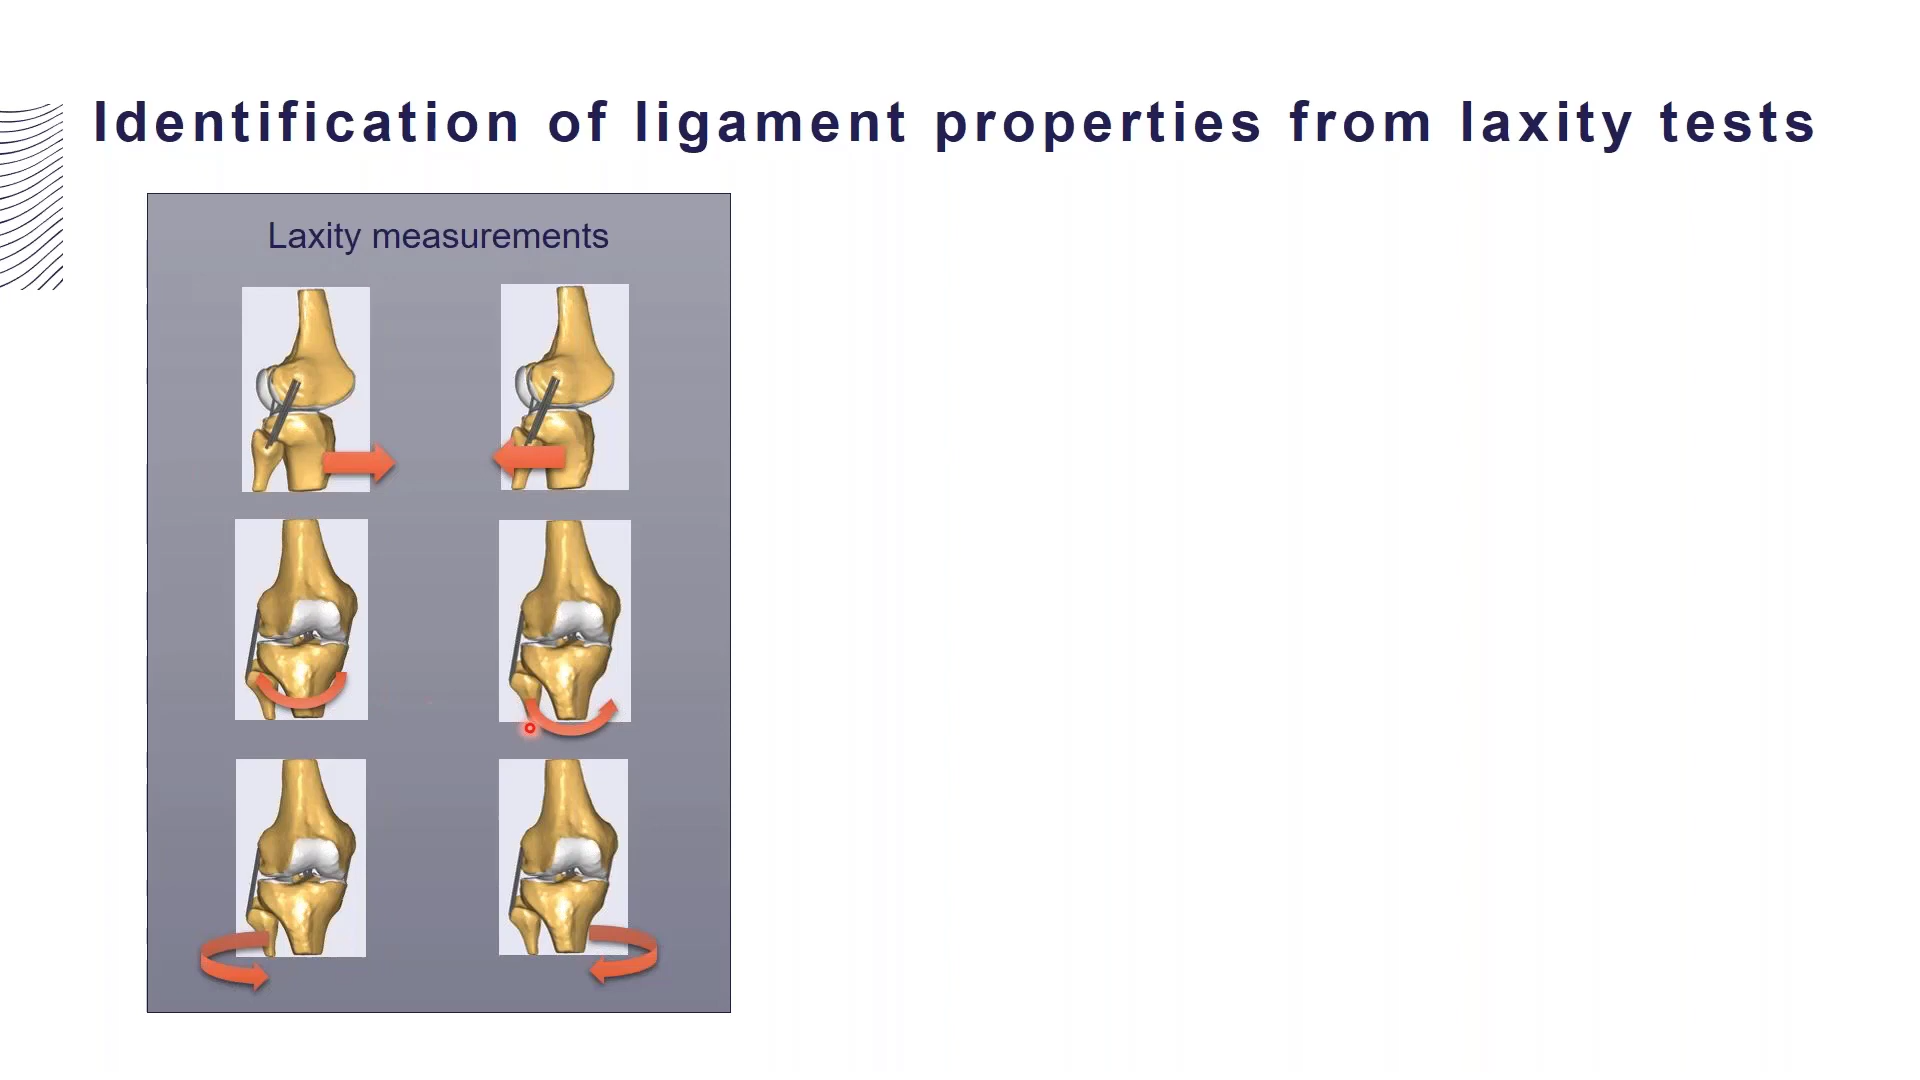 Identification of ligament properties from laxity tests
Laxity measurements